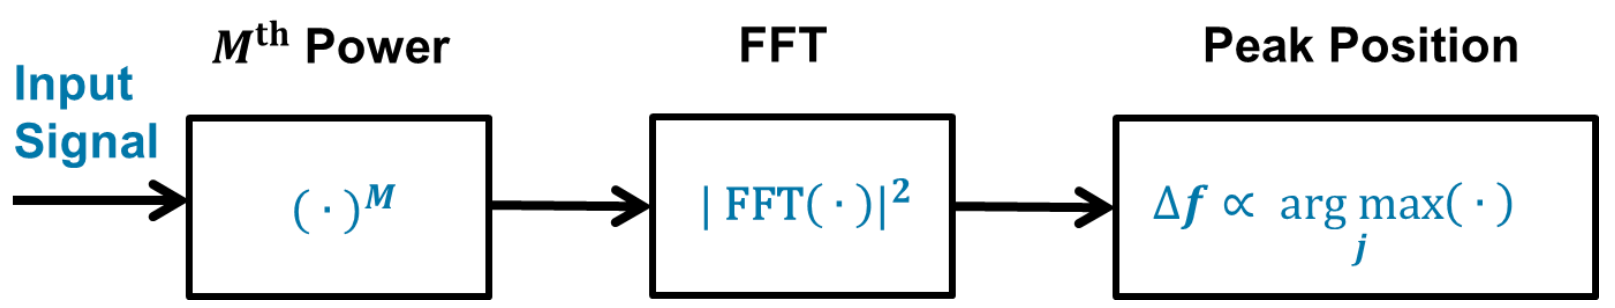 Mᵗʰ Power
FFT
Peak Position
Input
Signal
( · )ᴹ
| FFT( · )|²
Δf ∝ arg max( · )
j